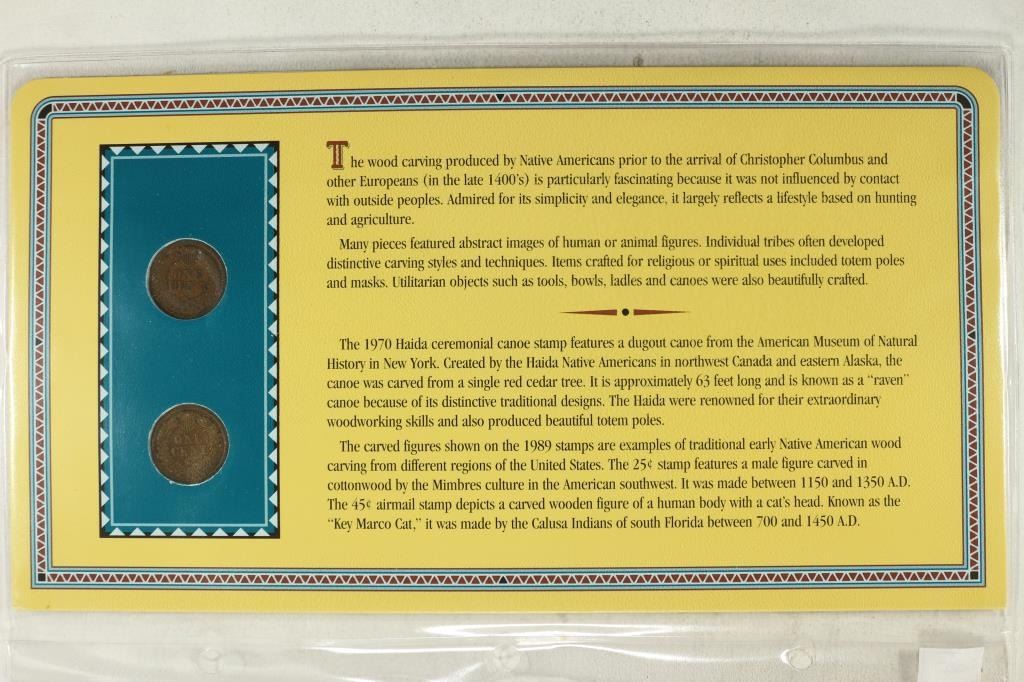 ONE
CENT
ONE
CENT
The wood carving produced by Native Americans prior to the arrival of Christopher Columbus and
other Europeans (in the late 1400's) is particularly fascinating because it was not influenced by contact
with outside peoples. Admired for its simplicity and elegance, it largely reflects a lifestyle based on hunting
and agriculture.
Many pieces featured abstract images of human or animal figures. Individual tribes often developed
distinctive carving styles and techniques. Items crafted for religious or spiritual uses included totem poles
and masks. Utilitarian objects such as tools, bowls, ladles and canoes were also beautifully crafted.
The 1970 Haida ceremonial canoe stamp features a dugout canoe from the American Museum of Natural
History in New York. Created by the Haida Native Americans in northwest Canada and eastern Alaska, the
canoe was carved from a single red cedar tree. It is approximately 63 feet long and is known as a “raven”
canoe because of its distinctive traditional designs. The Haida were renowned for their extraordinary
woodworking skills and also produced beautiful totem poles.
The carved figures shown on the 1989 stamps are examples of traditional early Native American wood
carving from different regions of the United States. The 25¢ stamp features a male figure carved in
cottonwood by the Mimbres culture in the American southwest. It was made between 1150 and 1350 A.D.
The 45¢ airmail stamp depicts a carved wooden figure of a human body with a cat's head. Known as the
“Key Marco Cat,” it was made by the Calusa Indians of south Florida between 700 and 1450 A.D.